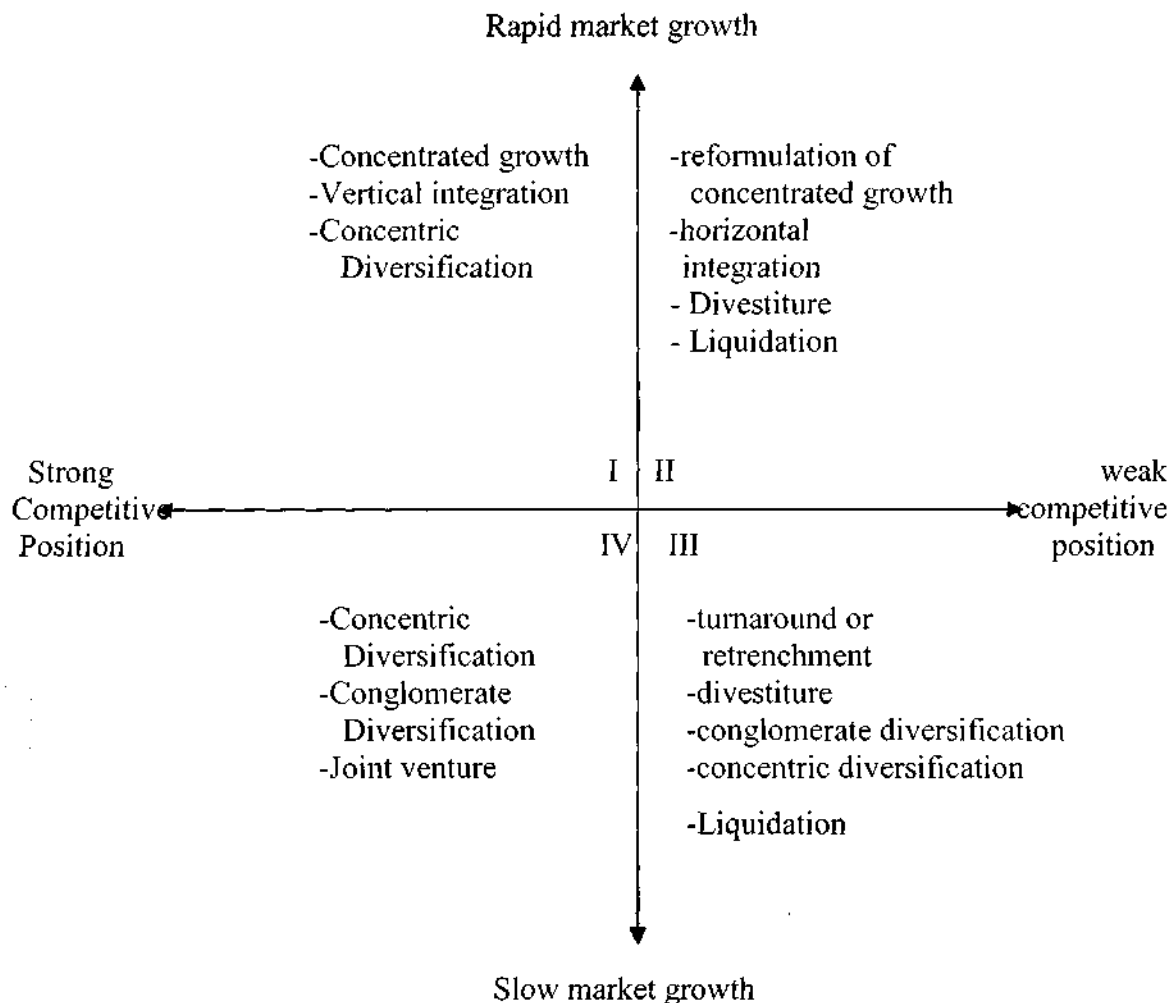 Rapid market growth
-Concentrated growth
-Vertical integration
-Concentric
Diversification
-reformulation of
concentrated growth
-horizontal
integration
- Divestiture
- Liquidation
Strong
Competitive
Position
I
II
weak
competitive
position
IV
III
-Concentric
Diversification
-Conglomerate
Diversification
-Joint venture
-turnaround or
retrenchment
-divestiture
-conglomerate diversification
-concentric diversification
-Liquidation
Slow market growth